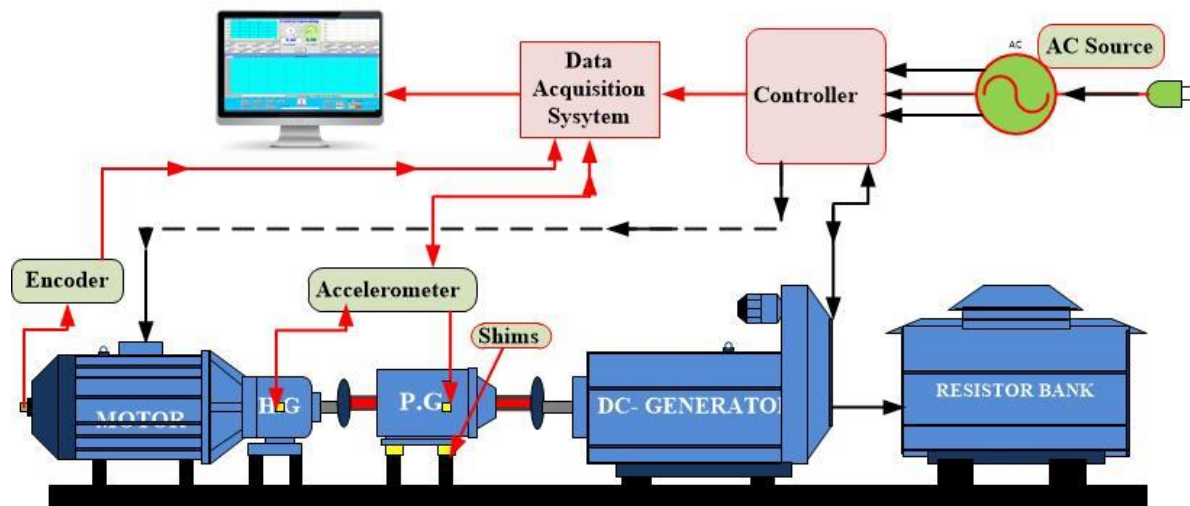 AC
AC Source
Data
Acquisition
Sysytem
Controller
Encoder
Accelerometer
Shims
MOTOR
H.G
P.G
DC- GENERATOR
RESISTOR BANK